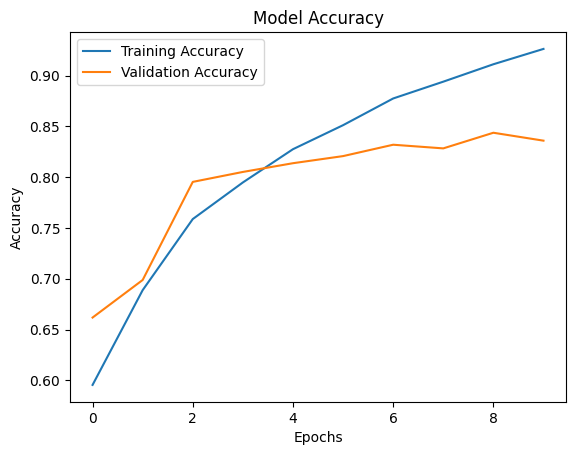 Model Accuracy
Training Accuracy
Validation Accuracy
0.90
0.85
0.80
0.75
0.70
0.65
0.60
Accuracy
0 2 4 6 8
Epochs